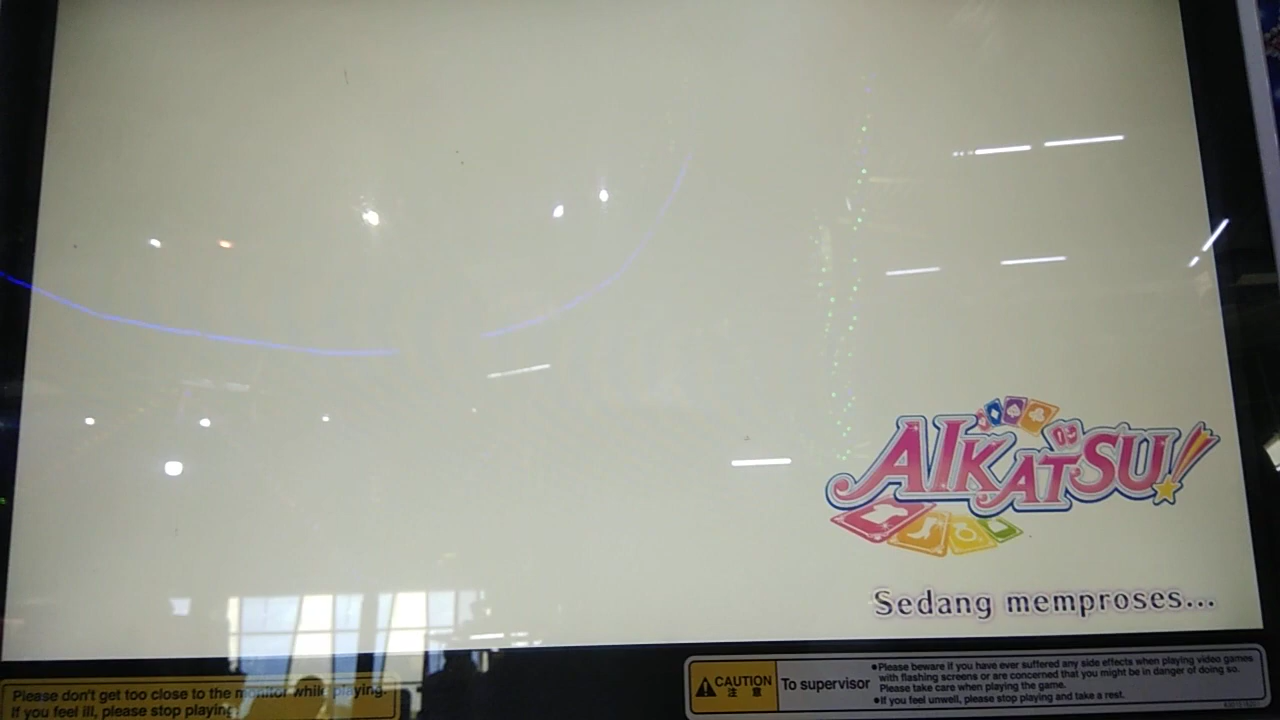 AIKATSU!
Sedang memproses...
Please don't get too close to the monitor while playing.
If you feel ill, please stop playing
CAUTION
注 意
To supervisor
•Please beware if you have ever suffered any side effects when playing video games
with flashing screens or are concerned that you might be in danger of doing so.
Please take care when playing the game.
•If you feel unwell, please stop playing and take a rest.